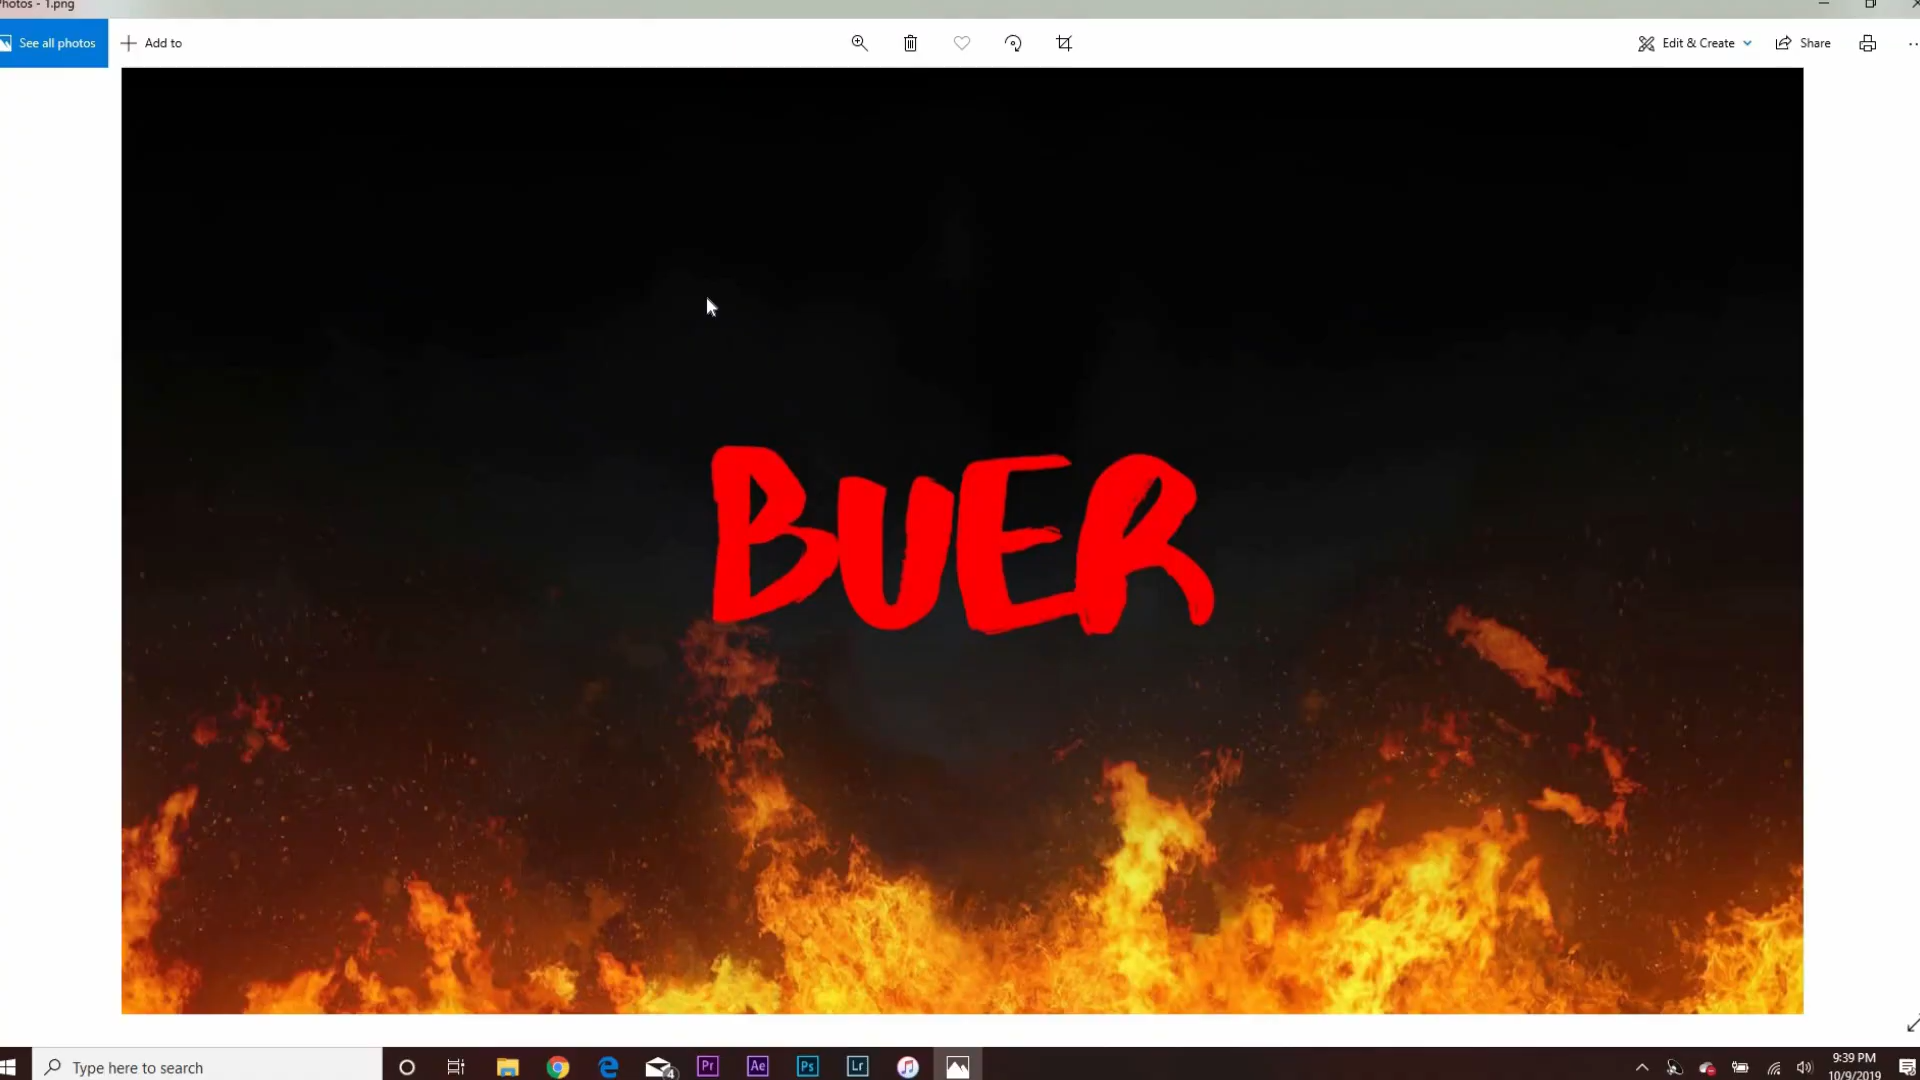 Photos - 1.png
See all photos
Add to
Edit & Create
Share
BUER
Type here to search
4
Pr
Ae
Ps
Lr
9:39 PM
10/9/2019